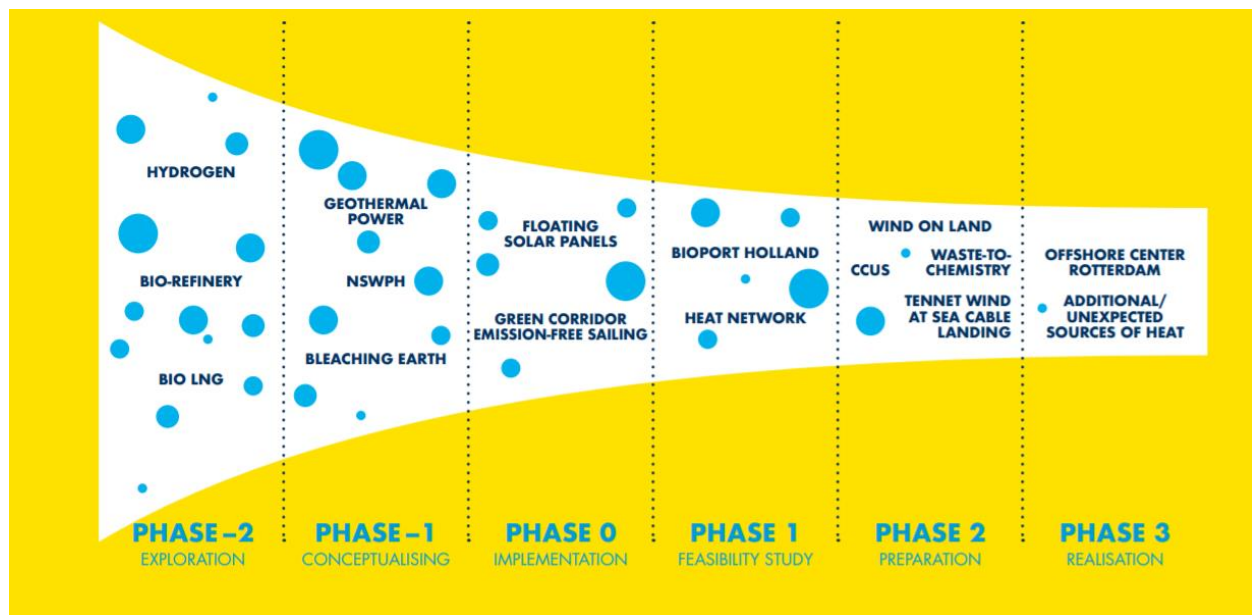 HYDROGEN
BIO-REFINERY
BIO LNG
GEOTHERMAL
POWER
NSWPH
BLEACHING EARTH
FLOATING
SOLAR PANELS
GREEN CORRIDOR
EMISSION-FREE SAILING
BIOPORT HOLLAND
HEAT NETWORK
WIND ON LAND
CCUS
WASTE-TO-
CHEMISTRY
TENNET WIND
AT SEA CABLE
LANDING
OFFSHORE CENTER
ROTTERDAM
ADDITIONAL/
UNEXPECTED
SOURCES OF HEAT
PHASE –2
EXPLORATION
PHASE –1
CONCEPTUALISING
PHASE 0
IMPLEMENTATION
PHASE 1
FEASIBILITY STUDY
PHASE 2
PREPARATION
PHASE 3
REALISATION